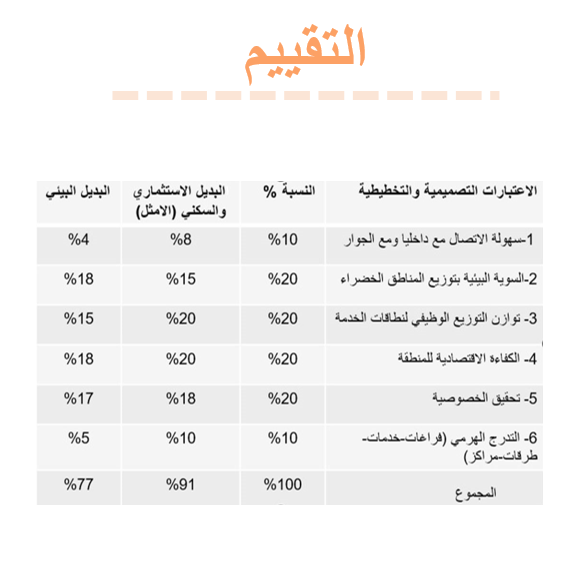 التقييم
الاعتبارات التصميمية والتخطيطية النسبة % البديل الاستثماري والسكني (الامثل) البديل البيئي
1-سهولة الاتصال مع داخليا ومع الجوار %10 %8 %4
2-السوية البيئية بتوزيع المناطق الخضراء %20 %15 %18
3- توازن التوزيع الوظيفي لنطاقات الخدمة %20 %20 %15
4- الكفاءة الاقتصادية للمنطقة %20 %20 %18
5- تحقيق الخصوصية %20 %18 %17
6- التدرج الهرمي (فراغات-خدمات- %10 %10 %5
طرقات-مراكز)
المجموع %100 %91 %77